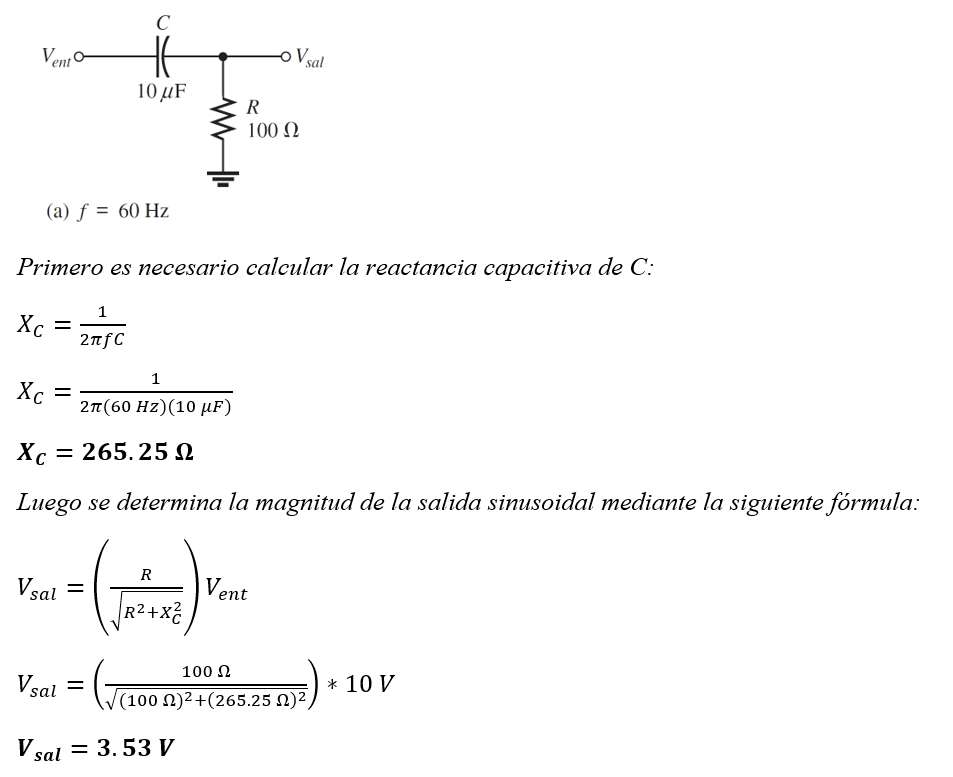 C
V_ent V_sal
10 μF
R
100 Ω
(a) f = 60 Hz
Primero es necesario calcular la reactancia capacitiva de C:
X_C = 1/(2πfC)
X_C = 1/(2π(60 Hz)(10 μF))
X_C = 265.25 Ω
Luego se determina la magnitud de la salida sinusoidal mediante la siguiente fórmula:
V_sal = (R/√(R²+X_C²)) V_ent
V_sal = (100 Ω/√((100 Ω)²+(265.25 Ω)²)) * 10 V
V_sal = 3.53 V